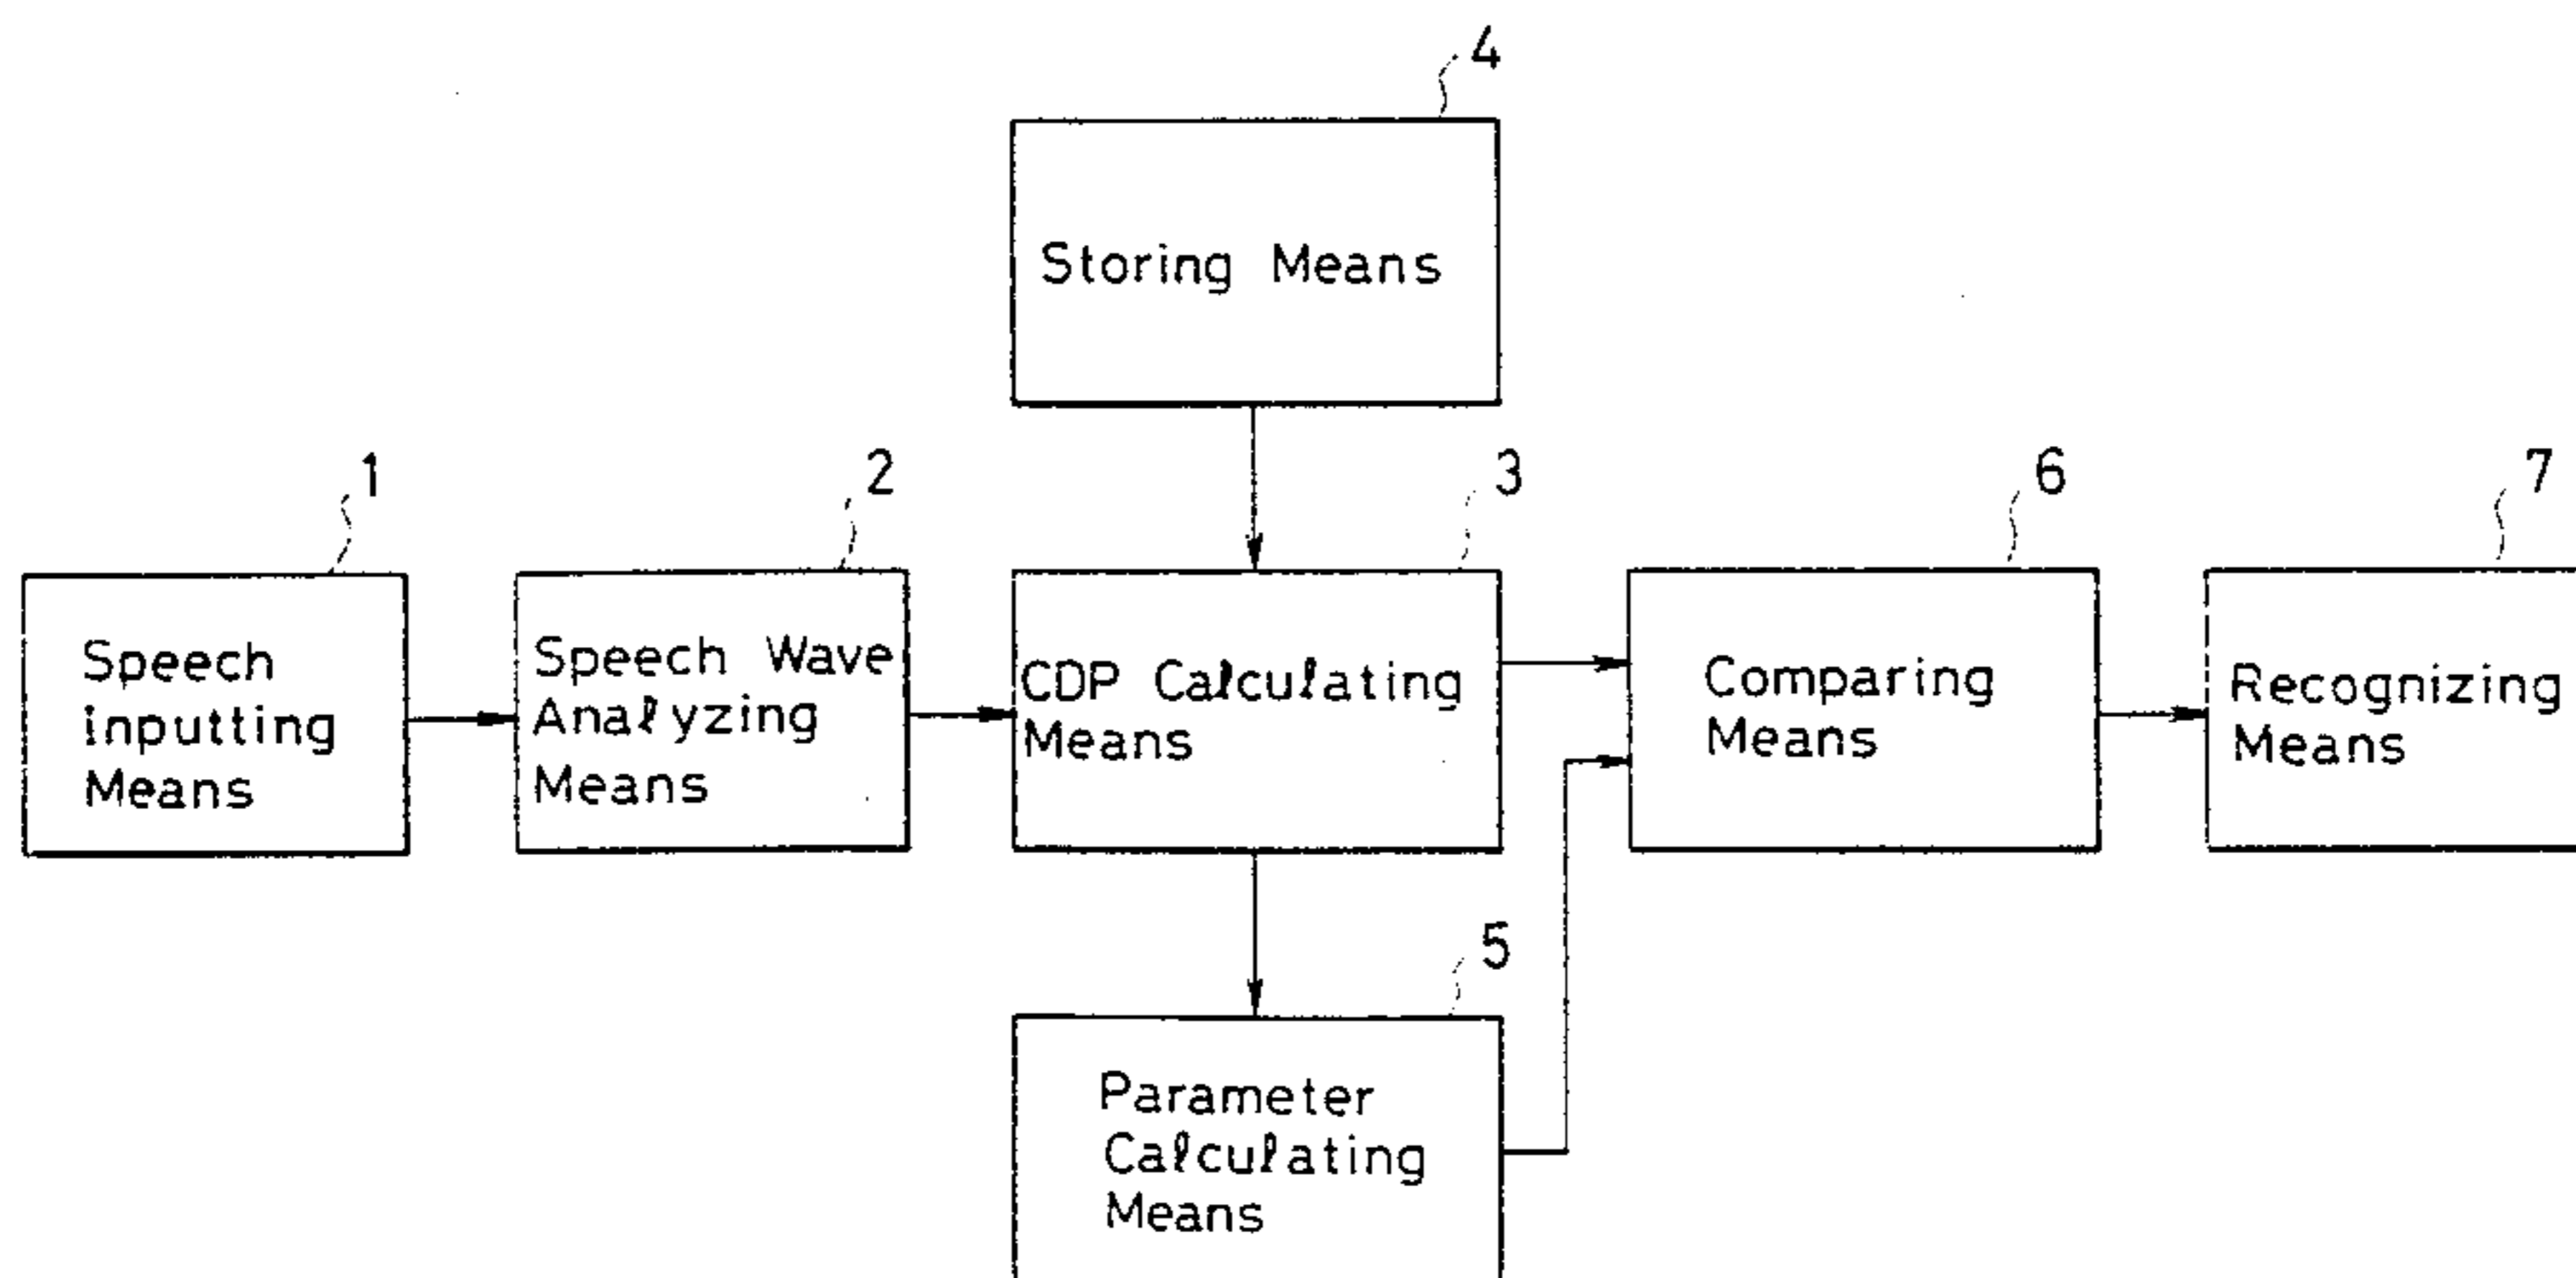 4
Storing Means
1
2
3
6
7
Speech
Inputting
Means
Speech Wave
Analyzing
Means
CDP Calculating
Means
Comparing
Means
Recognizing
Means
5
Parameter
Calculating
Means